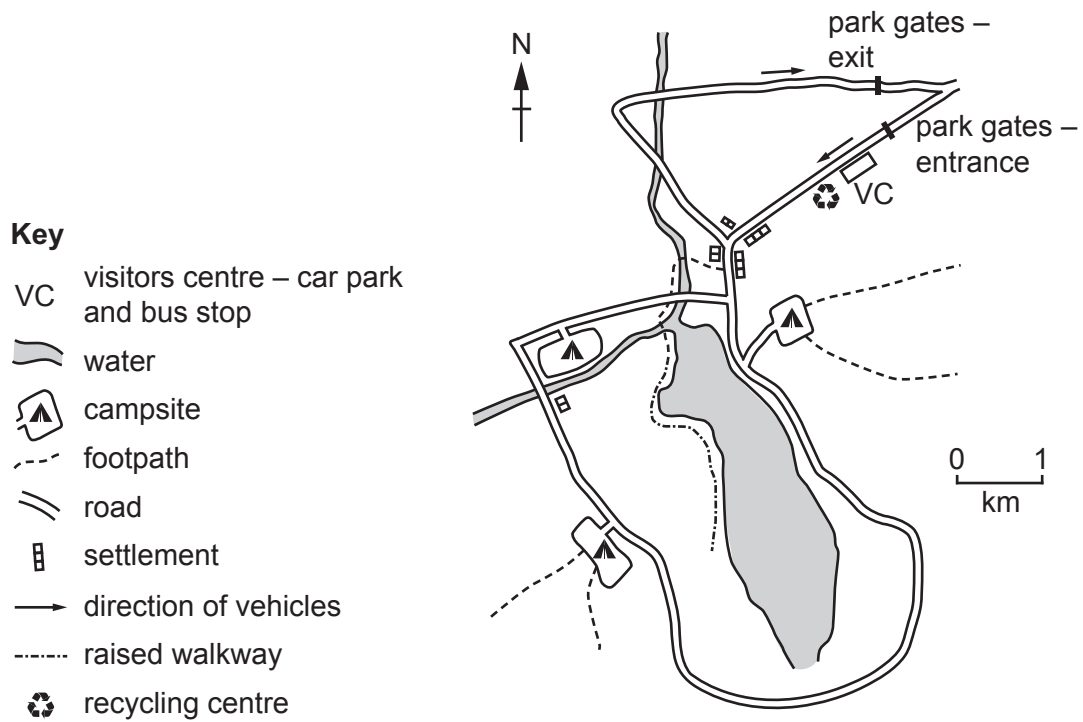 park gates –
exit
N
park gates –
entrance
VC
Key
VC visitors centre – car park
and bus stop
water
campsite
footpath
road
settlement
direction of vehicles
raised walkway
recycling centre
0 1
km